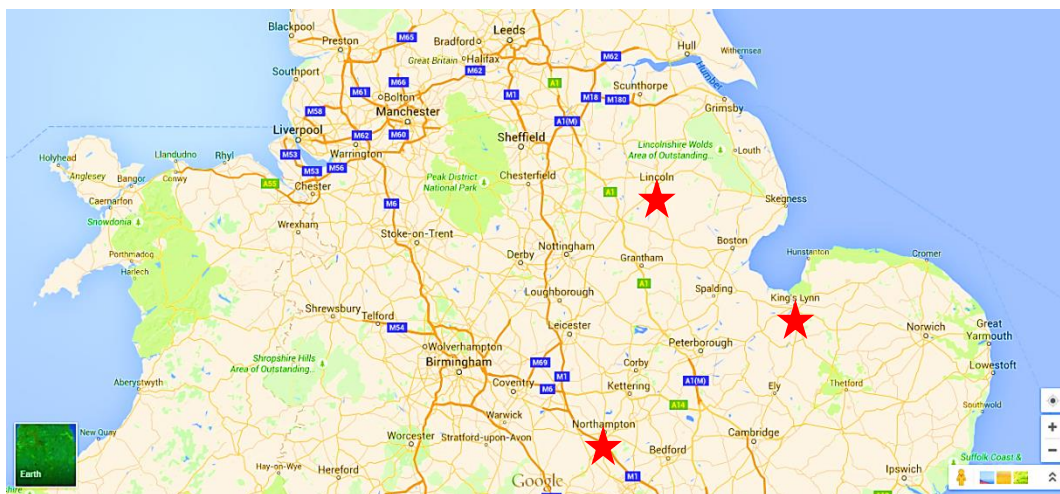 Blackpool
Preston
M65
Bradford
Leeds
Great Britain
Halifax
M62
M62
Hull
Withernsea
Humber
Southport
M66
M61
Bolton
M1
A1
M18
M180
Scunthorpe
Grimsby
M58
Manchester
A1(M)
Liverpool
M62
M60
Warrington
Sheffield
Lincolnshire Wolds
Area of Outstanding...
Louth
Holyhead
Llandudno
Rhyl
M53
M53
M56
Anglesey
Bangor
Conwy
A55
Chester
Peak District
National Park
Chesterfield
Lincoln
A1
Caernarfon
M6
Skegness
Snowdonia
Wrexham
Stoke-on-Trent
Nottingham
Boston
Porthmadog
Derby
Grantham
Hunstanton
Cromer
Harlech
A1
Loughborough
Spalding
King's Lynn
Shrewsbury
Telford
M54
Leicester
Norwich
Great
Yarmouth
Wolverhampton
Peterborough
Shropshire Hills
Area of Outstanding...
Birmingham
M69
Corby
Lowestoft
M1
Aberystwyth
Coventry
M6
Kettering
A1(M)
Ely
Thetford
A14
Southwold
Warwick
Northampton
New Quay
Worcester
Stratford-upon-Avon
Bedford
Cambridge
Suffolk Coast &
Hay-on-Wye
Hereford
M1
Ipswich
Earth
Google